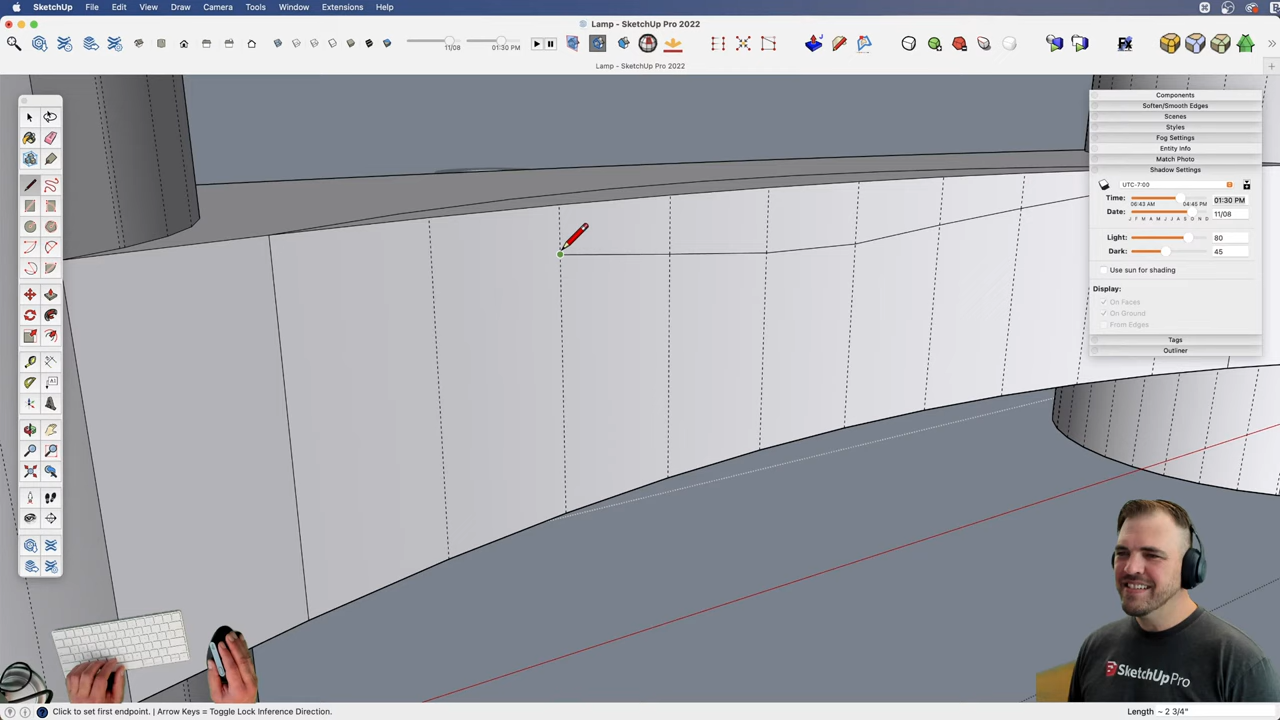 SketchUp File Edit View Draw Camera Tools Window Extensions Help
Lamp - SketchUp Pro 2022
11/08
01:30 PM
FX
Lamp - SketchUp Pro 2022
Components
Soften/Smooth Edges
Scenes
Styles
Fog Settings
Entity Info
Match Photo
Shadow Settings
UTC-7:00
Time: 06:43 AM 04:45 PM 01:30 PM
Date: J F M A M J J A S O N D 11/08
Light: 80
Dark: 45
Use sun for shading
Display:
On Faces
On Ground
From Edges
Tags
Outliner
SketchUp Pro
Click to set first endpoint. | Arrow Keys = Toggle Lock Inference Direction.
Length ~ 2 3/4"